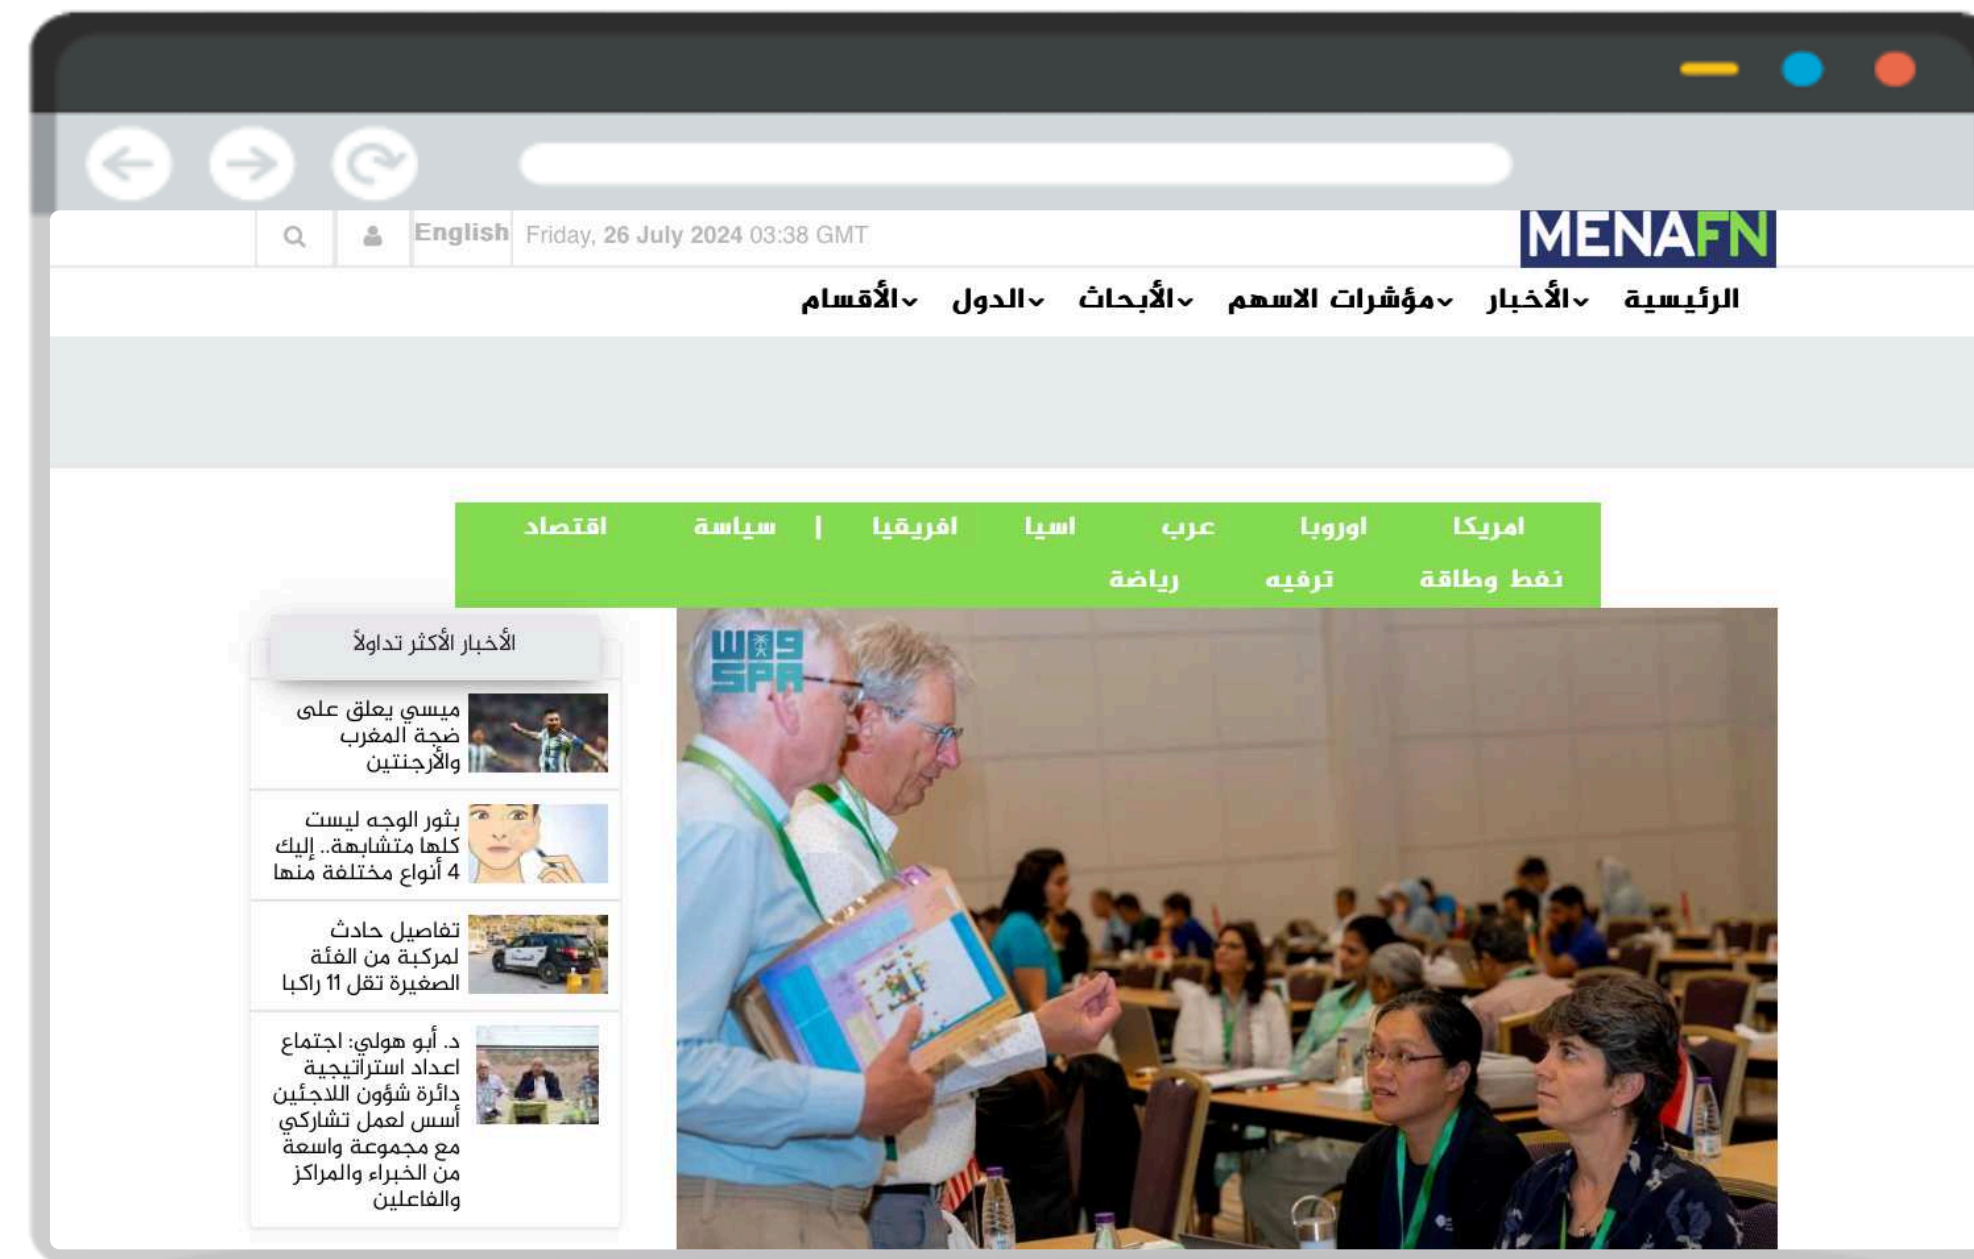 MENAFN
English Friday, 26 July 2024 03:38 GMT
الرئيسية الأخبار مؤشرات الاسهم الأبحاث الدول الأقسام
امريكا اوروبا عرب اسيا افريقيا | سياسة اقتصاد
نفط وطاقة ترفيه رياضة
واس
SPA
الأخبار الأكثر تداولاً
ميسي يعلق على
ضجة المغرب
والأرجنتين
بثور الوجه ليست
كلها متشابهة.. إليك
4 أنواع مختلفة منها
تفاصيل حادث
لمركبة من الفئة
الصغيرة تقل 11 راكبا
د. أبو هولي: اجتماع
اعداد استراتيجية
دائرة شؤون اللاجئين
أسس لعمل تشاركي
مع مجموعة واسعة
من الخبراء والمراكز
والفاعلين